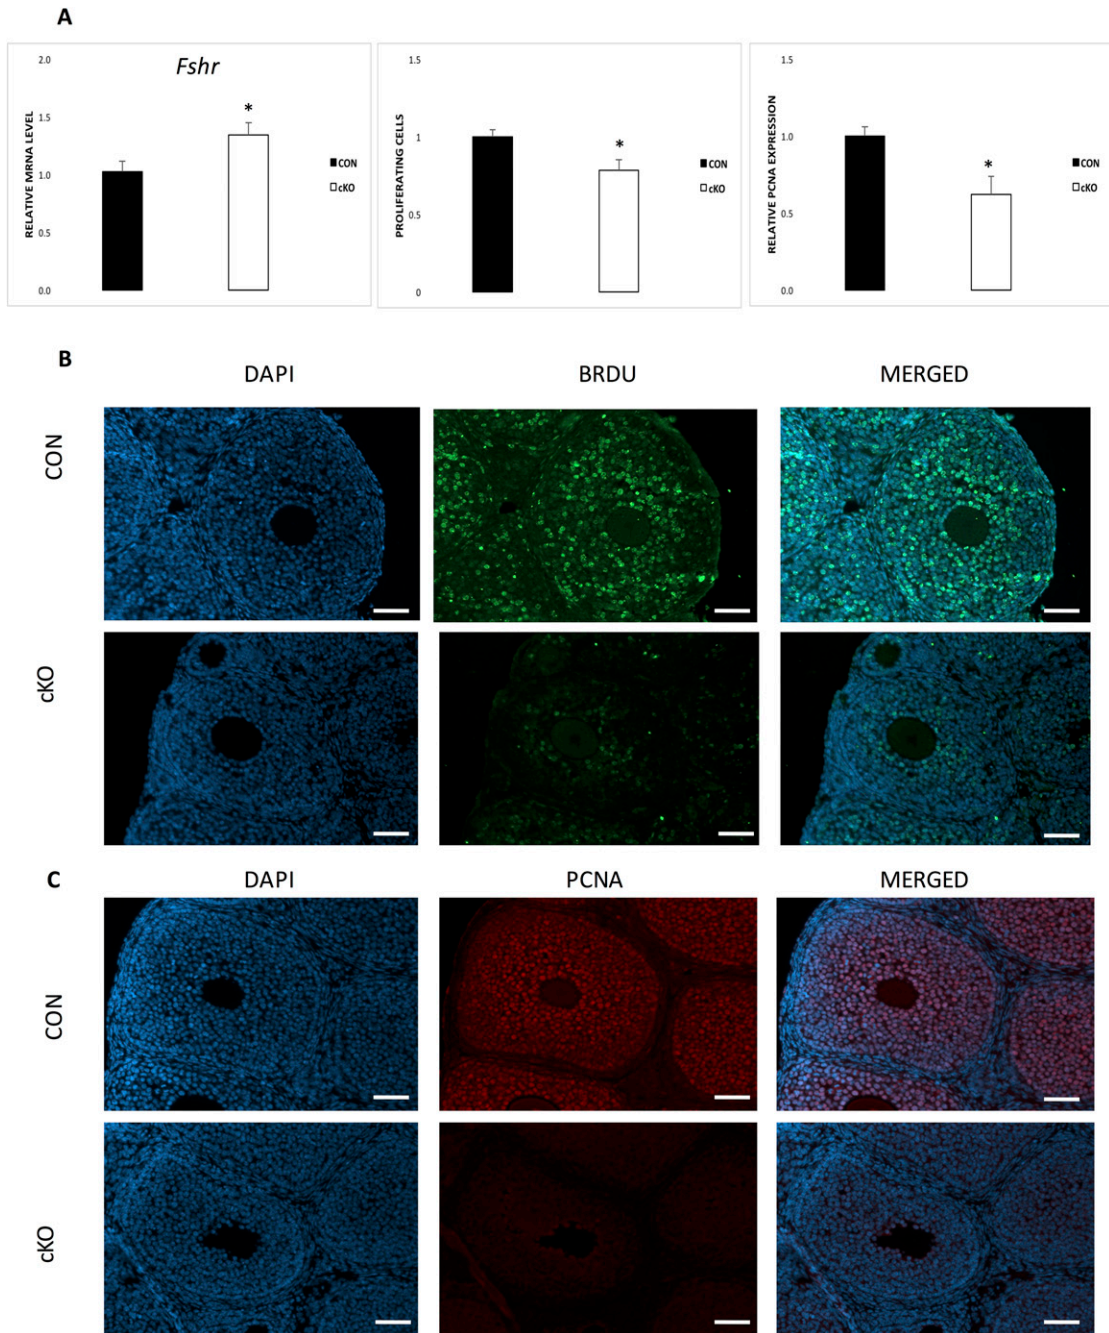 A
Fshr
RELATIVE MRNA LEVEL
2.0
1.5
1.0
0.5
0.0
*
CON
cKO
PROLIFERATING CELLS
1.5
1
0.5
0
*
CON
cKO
RELATIVE PCNA EXPRESSION
1.5
1.0
0.5
0.0
*
CON
cKO
B
DAPI BRDU MERGED
CON
cKO
C
DAPI PCNA MERGED
CON
cKO